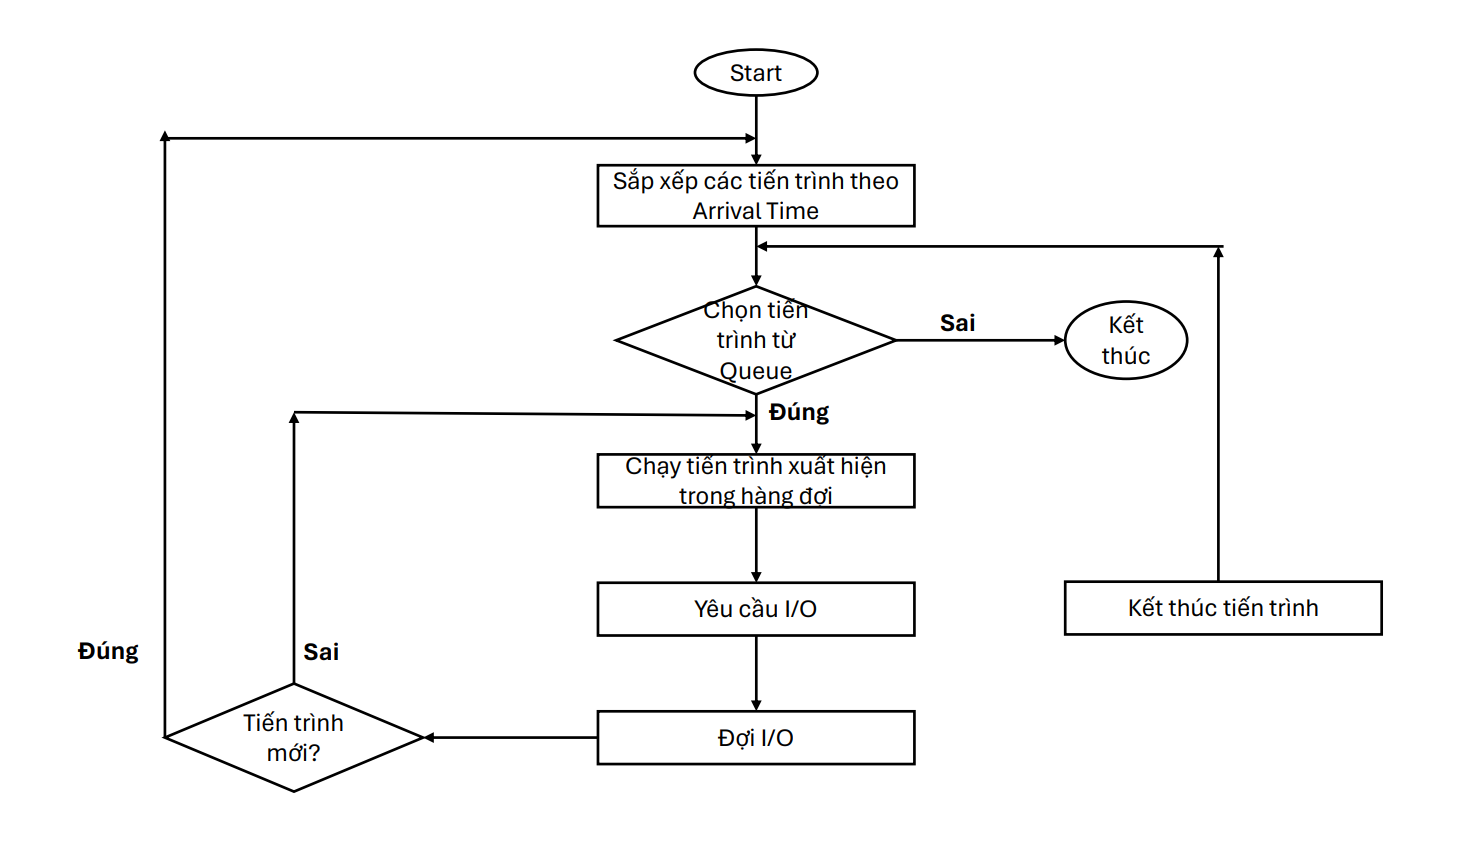 Start
Sắp xếp các tiến trình theo
Arrival Time
Chọn tiến
trình từ
Queue
Sai
Kết
thúc
Đúng
Chạy tiến trình xuất hiện
trong hàng đợi
Yêu cầu I/O
Kết thúc tiến trình
Đúng
Sai
Tiến trình
mới?
Đợi I/O